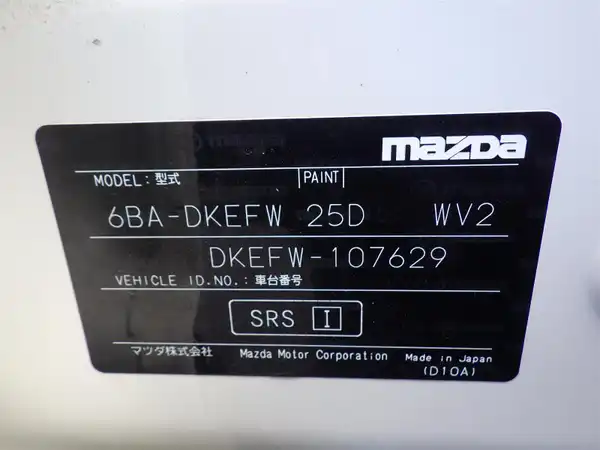 mazda
MODEL: 型式 PAINT
6BA-DKEFW 25D WV2
DKEFW-107629
VEHICLE ID.NO.: 車台番号
SRS I
マツダ株式会社 Mazda Motor Corporation Made in Japan
(D10A)